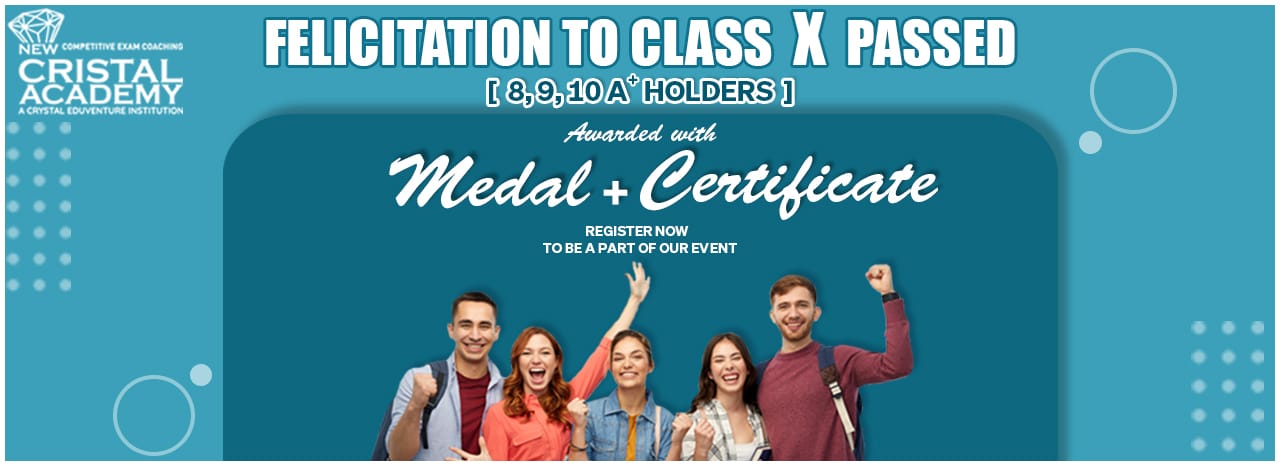 NEW COMPETITIVE EXAM COACHING
CRISTAL
ACADEMY
A CRYSTAL EDUVENTURE INSTITUTION
FELICITATION TO CLASS X PASSED
[ 8, 9, 10 A+ HOLDERS ]
Awarded with
Medal + Certificate
REGISTER NOW
TO BE A PART OF OUR EVENT